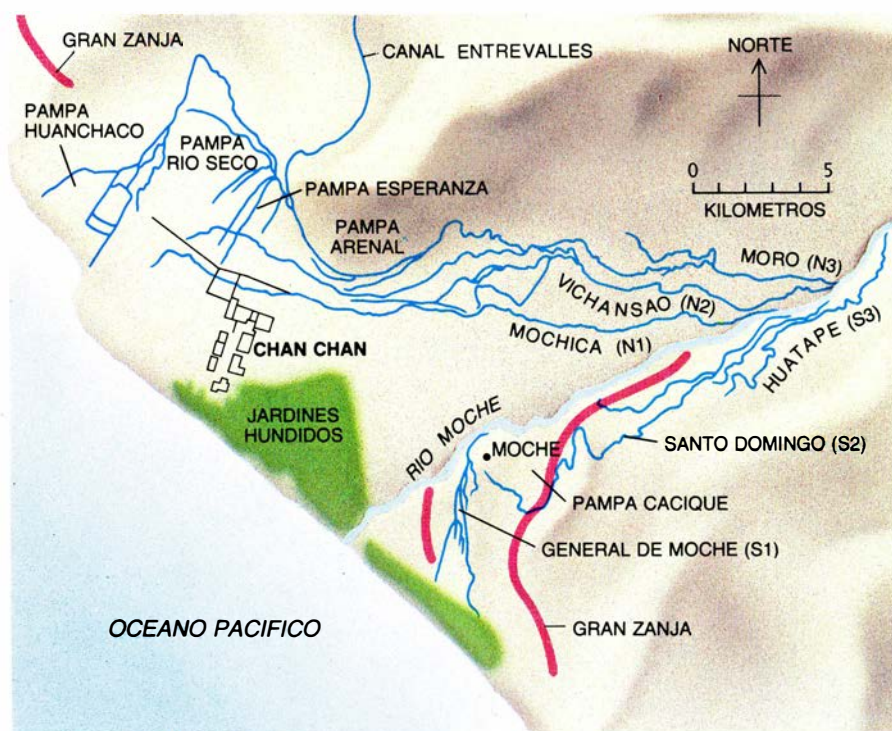 GRAN ZANJA
CANAL ENTREVALLES
NORTE
PAMPA
HUANCHACO
PAMPA
RIO SECO
PAMPA ESPERANZA
0 5
KILOMETROS
PAMPA
ARENAL
MORO (N3)
VICHANSAO (N2)
MOCHICA (N1)
HUATAPE (S3)
CHAN CHAN
JARDINES
HUNDIDOS
RIO MOCHE
MOCHE
SANTO DOMINGO (S2)
PAMPA CACIQUE
GENERAL DE MOCHE (S1)
OCEANO PACIFICO
GRAN ZANJA